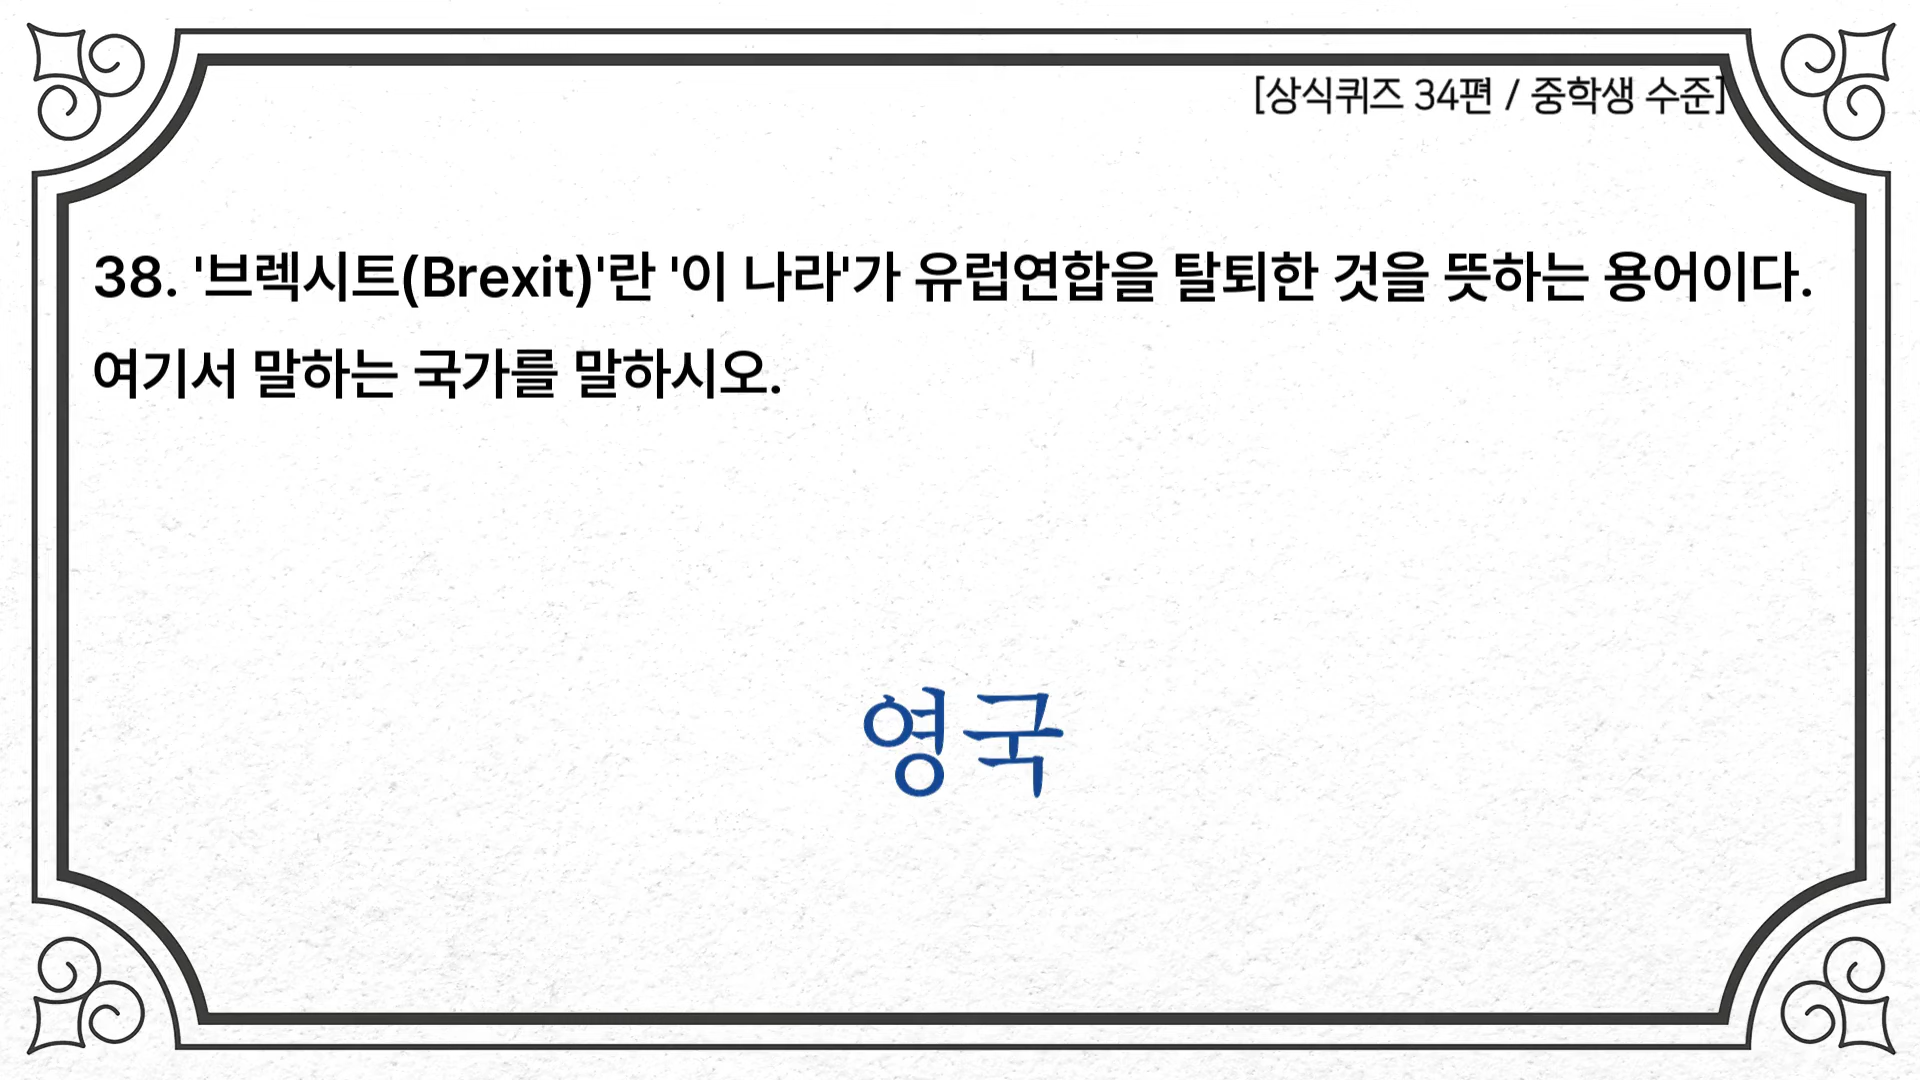 [상식퀴즈 34편 / 중학생 수준]
38. '브렉시트(Brexit)'란 '이 나라'가 유럽연합을 탈퇴한 것을 뜻하는 용어이다.
여기서 말하는 국가를 말하시오.
영국